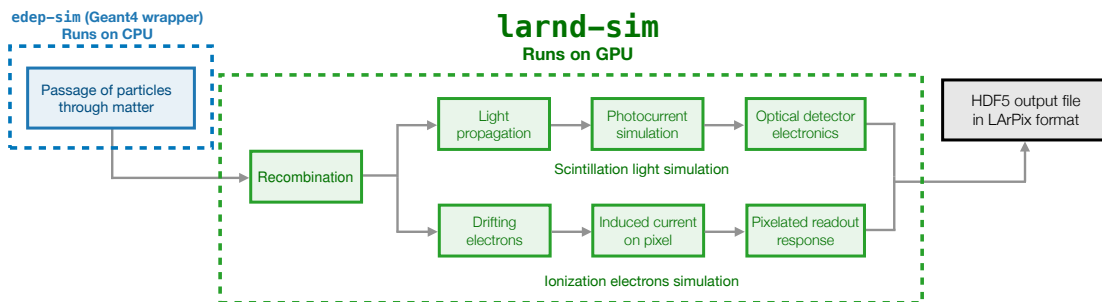 edep-sim (Geant4 wrapper)
Runs on CPU
Passage of particles
through matter
larnd-sim
Runs on GPU
Recombination
Light
propagation
Photocurrent
simulation
Optical detector
electronics
Scintillation light simulation
Drifting
electrons
Induced current
on pixel
Pixelated readout
response
Ionization electrons simulation
HDF5 output file
in LArPix format